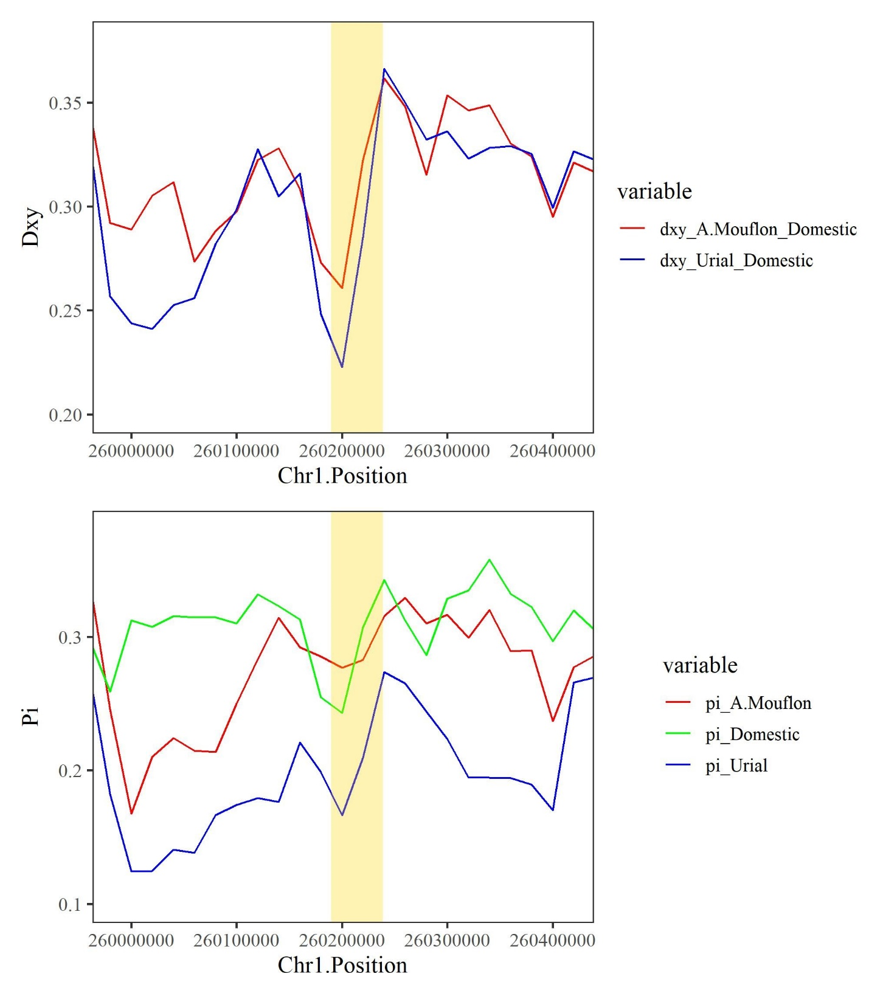 0.35
0.30
0.25
0.20
Dxy
260000000 260100000 260200000 260300000 260400000
Chr1.Position
variable
dxy_A.Mouflon_Domestic
dxy_Urial_Domestic
0.3
0.2
0.1
Pi
260000000 260100000 260200000 260300000 260400000
Chr1.Position
variable
pi_A.Mouflon
pi_Domestic
pi_Urial